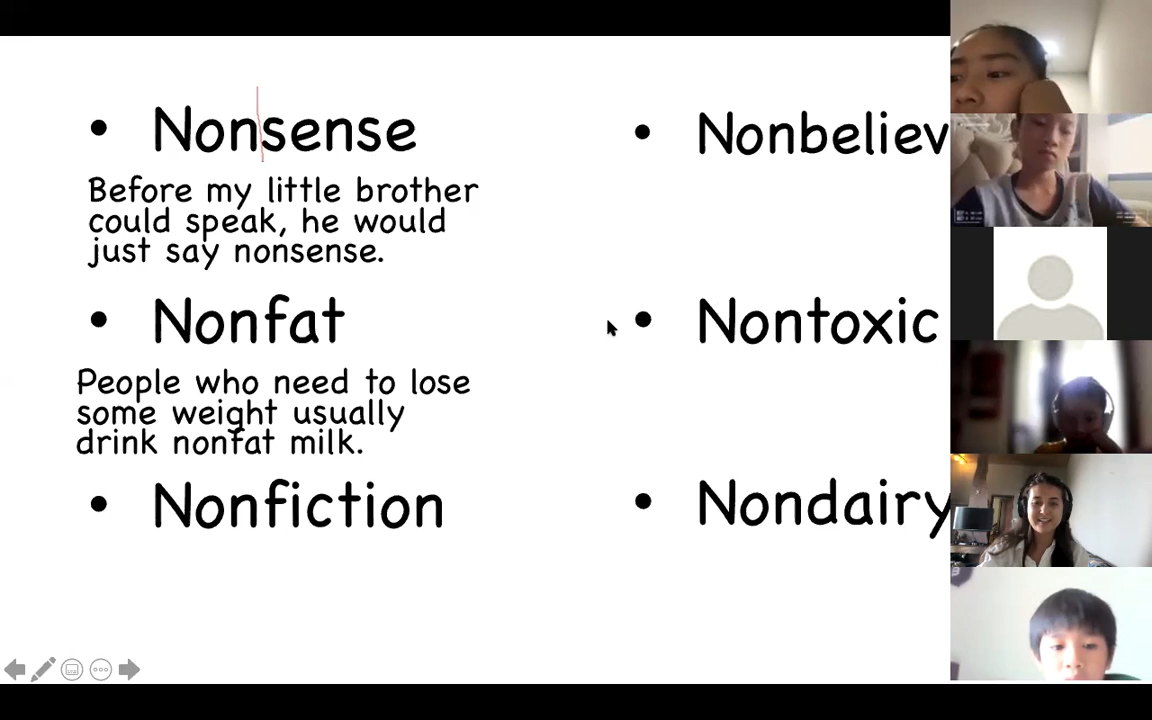 Nonsense
Before my little brother
could speak, he would
just say nonsense.
Nonfat
People who need to lose
some weight usually
drink nonfat milk.
Nonfiction
Nonbeliev
Nontoxic
Nondairy